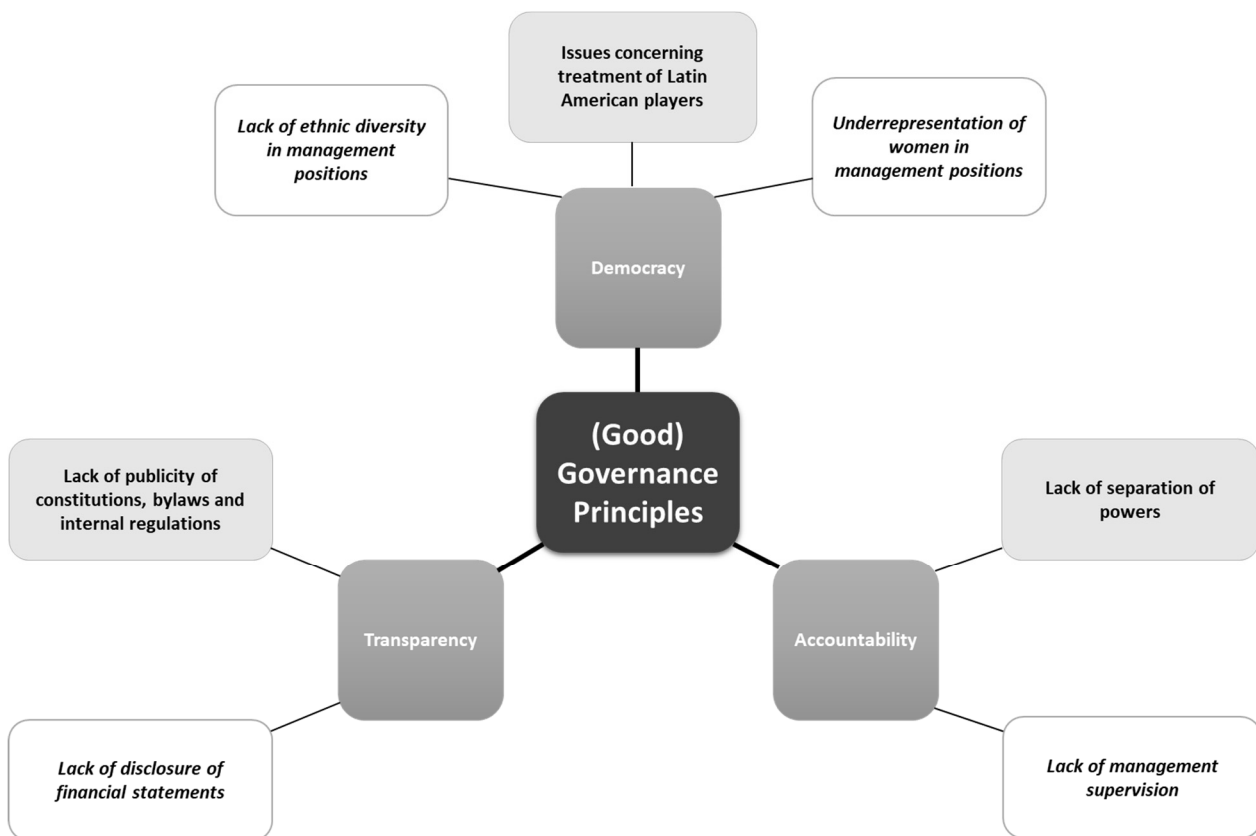 Issues concerning
treatment of Latin
American players
Lack of ethnic diversity
in management
positions
Underrepresentation of
women in
management positions
Democracy
(Good)
Governance
Principles
Lack of publicity of
constitutions, bylaws and
internal regulations
Lack of separation of
powers
Transparency
Accountability
Lack of disclosure of
financial statements
Lack of management
supervision